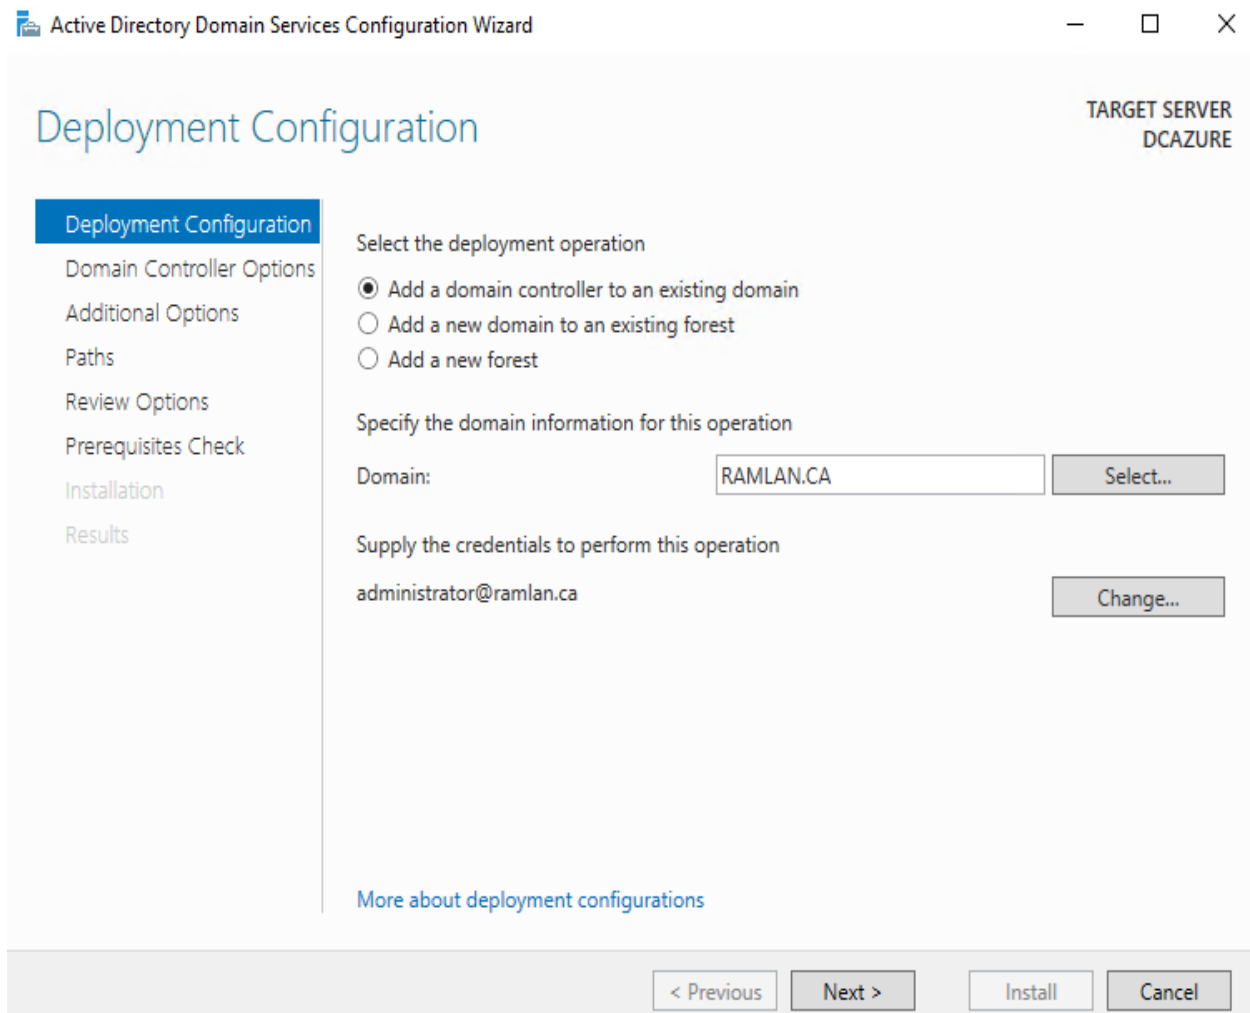 Active Directory Domain Services Configuration Wizard
Deployment Configuration
TARGET SERVER
DCAZURE
Deployment Configuration
Domain Controller Options
Additional Options
Paths
Review Options
Prerequisites Check
Installation
Results
Select the deployment operation
Add a domain controller to an existing domain
Add a new domain to an existing forest
Add a new forest
Specify the domain information for this operation
Domain: RAMLAN.CA Select...
Supply the credentials to perform this operation
administrator@ramlan.ca Change...
More about deployment configurations
< Previous Next > Install Cancel